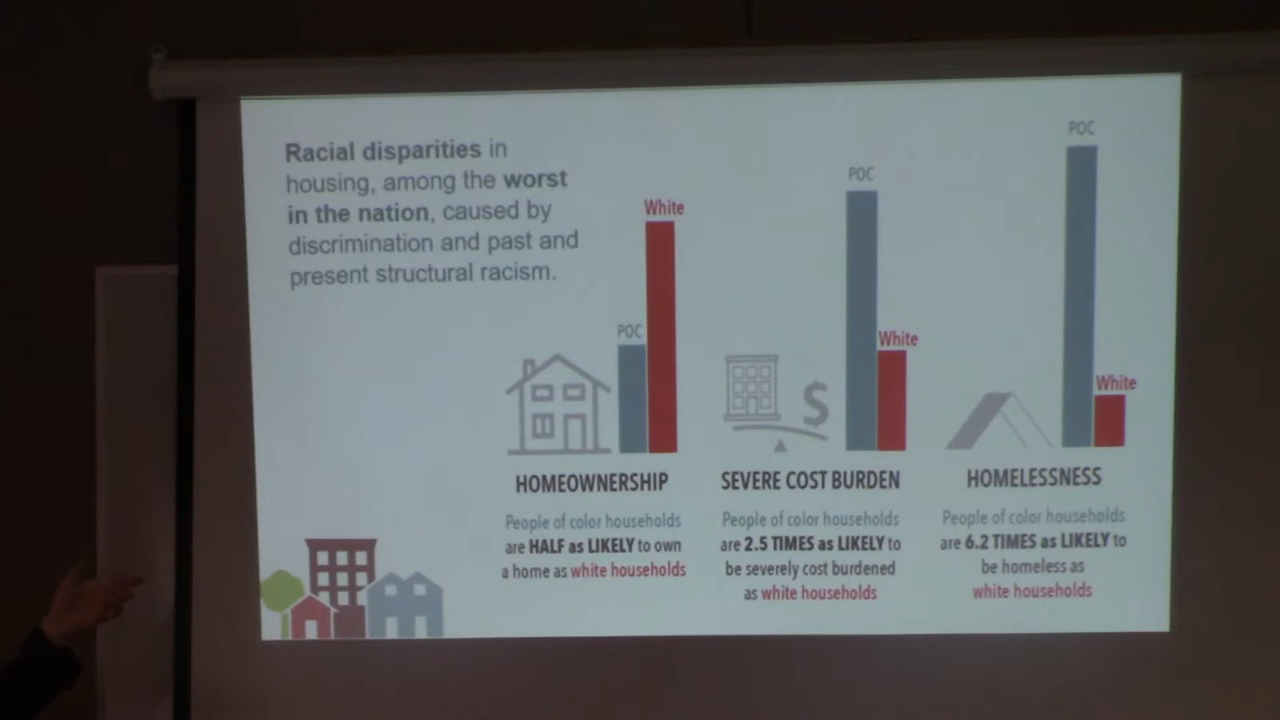 Racial disparities in
housing, among the worst
in the nation, caused by
discrimination and past and
present structural racism.
POC
White
HOMEOWNERSHIP
People of color households
are HALF as LIKELY to own
a home as white households
POC
White
$
SEVERE COST BURDEN
People of color households
are 2.5 TIMES as LIKELY to
be severely cost burdened
as white households
POC
White
HOMELESSNESS
People of color households
are 6.2 TIMES as LIKELY to
be homeless as
white households